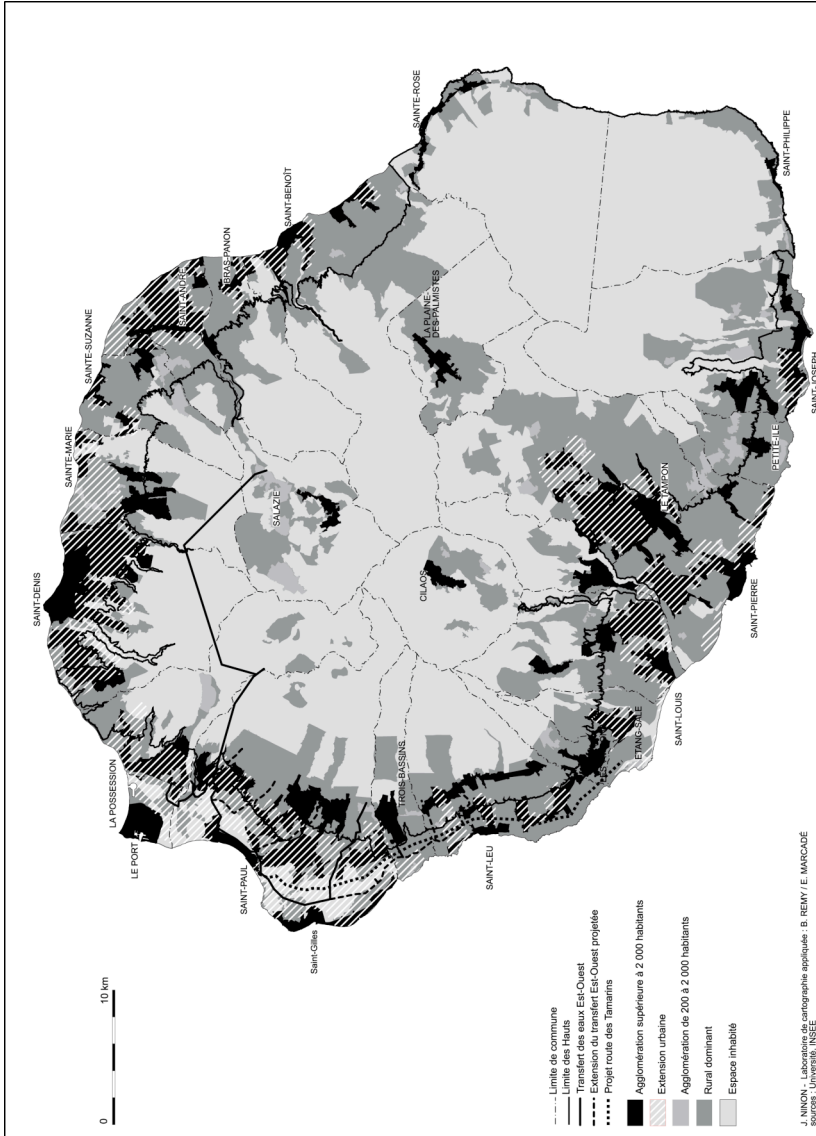 SAINT-DENIS
SAINTE-MARIE
SAINTE-SUZANNE
SAINT-ANDRÉ
BRAS-PANON
SAINT-BENOÎT
SAINTE-ROSE
LA POSSESSION
LE PORT
SALAZIE
LA PLAINE-
DES-PALMISTES
SAINT-PAUL
Saint-Gilles
TROIS-BASSINS
CILAOS
SAINT-LEU
ETANG-SALE
SAINT-LOUIS
LE TAMPON
SAINT-PIERRE
PETITE-ILE
SAINT-JOSEPH
SAINT-PHILIPPE
0
10 km
Limite de commune
Limite des Hauts
Transfert des eaux Est-Ouest
Extension du transfert Est-Ouest projetée
Projet route des Tamarins
Agglomération supérieure à 2 000 habitants
Extension urbaine
Agglomération de 200 à 2 000 habitants
Rural dominant
Espace inhabité
J. NINON - Laboratoire de cartographie appliquée : B. REMY / E. MARCADÉ
sources : Université, INSEE